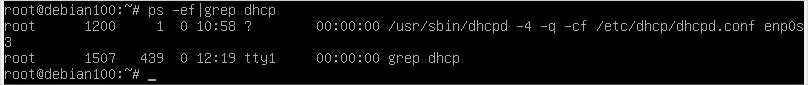 root@debian100:~# ps -ef|grep dhcp
root      1200     1  0 10:58 ?        00:00:00 /usr/sbin/dhcpd -4 -q -cf /etc/dhcp/dhcpd.conf enp0s
3
root      1507   439  0 12:19 tty1     00:00:00 grep dhcp
root@debian100:~# _